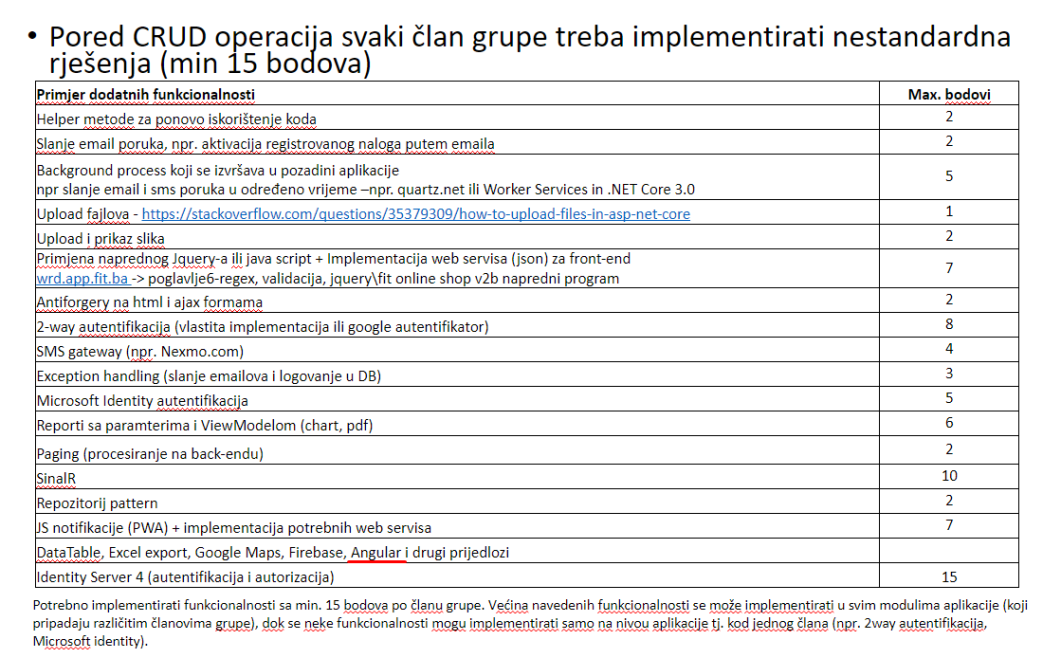 • Pored CRUD operacija svaki član grupe treba implementirati nestandardna
rješenja (min 15 bodova)
Primjer dodatnih funkcionalnosti Max. bodovi
Helper metode za ponovo iskorištenje koda 2
Slanje email poruka, npr. aktivacija registrovanog naloga putem emaila 2
Background process koji se izvršava u pozadini aplikacije
npr slanje email i sms poruka u određeno vrijeme –npr. quartz.net ili Worker Services in .NET Core 3.0 5
Upload fajlova - https://stackoverflow.com/questions/35379309/how-to-upload-files-in-asp-net-core 1
Upload i prikaz slika 2
Primjena naprednog Jquery-a ili java script + Implementacija web servisa (json) za front-end
wrd.app.fit.ba -> poglavlje6-regex, validacija, jquery\fit online shop v2b napredni program 7
Antiforgery na html i ajax formama 2
2-way autentifikacija (vlastita implementacija ili google autentifikator) 8
SMS gateway (npr. Nexmo.com) 4
Exception handling (slanje emailova i logovanje u DB) 3
Microsoft Identity autentifikacija 5
Reporti sa paramterima i ViewModelom (chart, pdf) 6
Paging (procesiranje na back-endu) 2
SinalR 10
Repozitorij pattern 2
JS notifikacije (PWA) + implementacija potrebnih web servisa 7
DataTable, Excel export, Google Maps, Firebase, Angular i drugi prijedlozi
Identity Server 4 (autentifikacija i autorizacija) 15
Potrebno implementirati funkcionalnosti sa min. 15 bodova po članu grupe. Većina navedenih funkcionalnosti se može implementirati u svim modulima aplikacije (koji
pripadaju različitim članovima grupe), dok se neke funkcionalnosti mogu implementirati samo na nivou aplikacije tj. kod jednog člana (npr. 2way autentifikacija,
Microsoft identity).